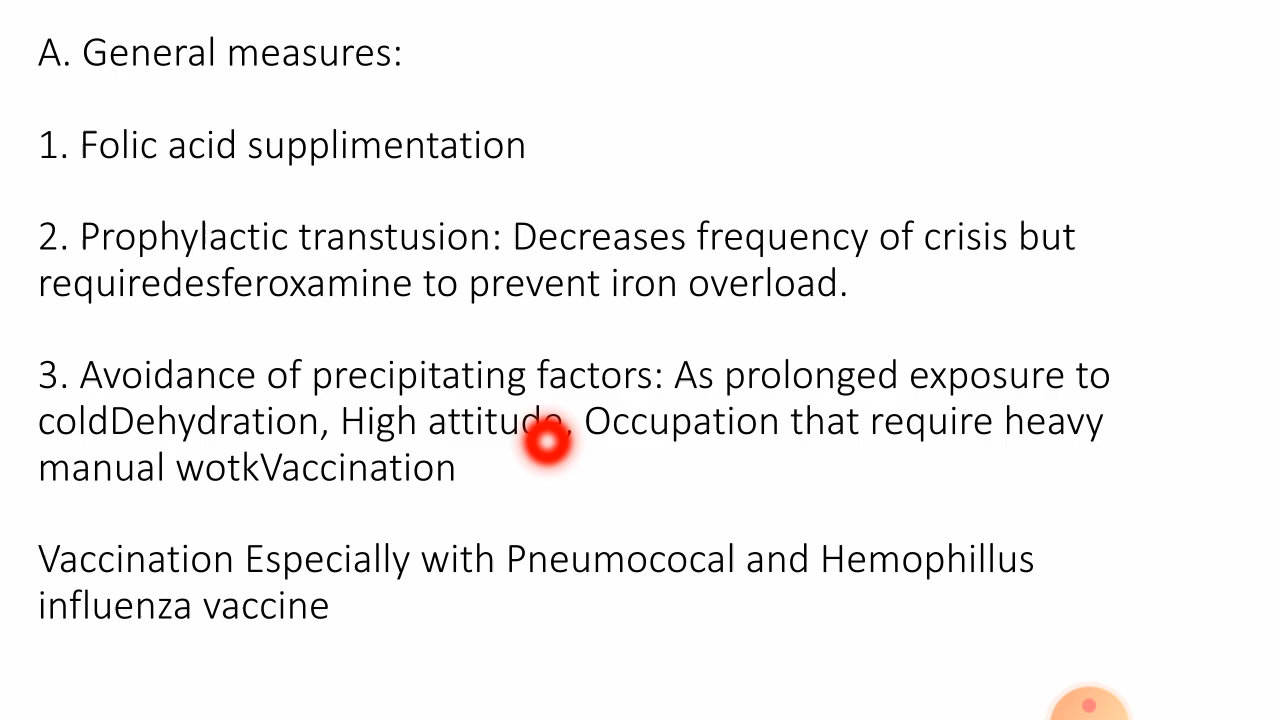 A. General measures:
1. Folic acid supplimentation
2. Prophylactic transtusion: Decreases frequency of crisis but
requiredesferoxamine to prevent iron overload.
3. Avoidance of precipitating factors: As prolonged exposure to
coldDehydration, High attitude, Occupation that require heavy
manual wotkVaccination
Vaccination Especially with Pneumococal and Hemophillus
influenza vaccine